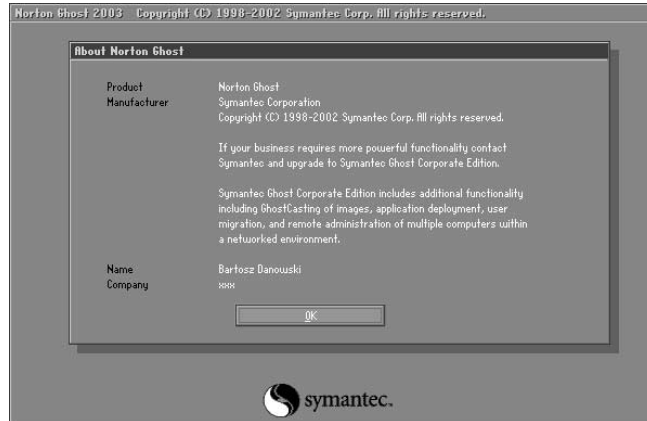 Norton Ghost 2003 Copyright (C) 1998-2002 Symantec Corp. All rights reserved.
About Norton Ghost
Product Norton Ghost
Manufacturer Symantec Corporation
Copyright (C) 1998-2002 Symantec Corp. All rights reserved.
If your business requires more powerful functionality contact
Symantec and upgrade to Symantec Ghost Corporate Edition.
Symantec Ghost Corporate Edition includes additional functionality
including GhostCasting of images, application deployment, user
migration, and remote administration of multiple computers within
a networked environment.
Name Bartosz Danowski
Company xxx
OK
symantec.